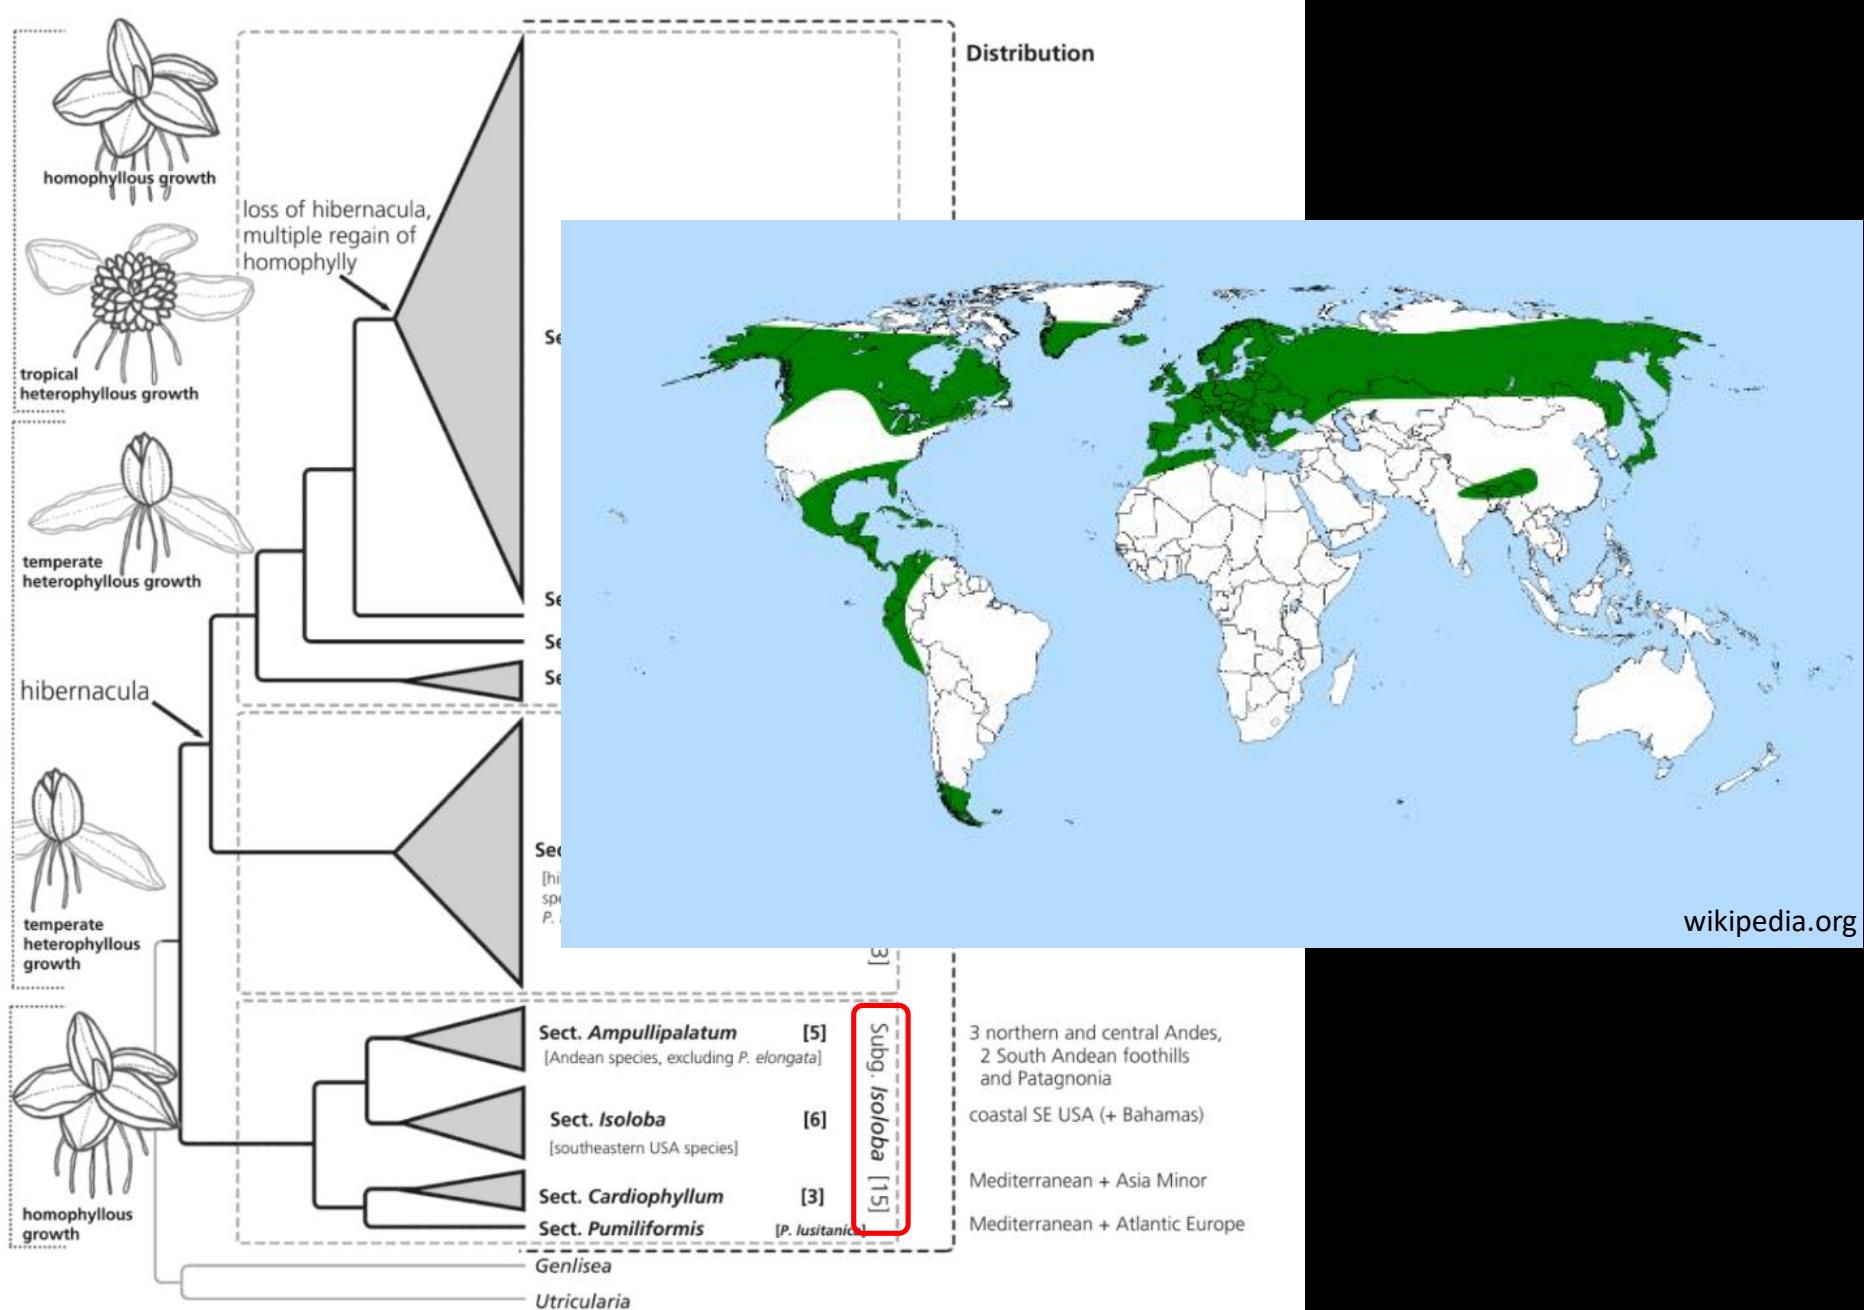 Distribution
homophyllous growth
loss of hibernacula,
multiple regain of
homophylly
tropical
heterophyllous growth
temperate
heterophyllous growth
hibernacula
temperate
heterophyllous
growth
wikipedia.org
3]
Sect. Ampullipalatum [5]
[Andean species, excluding P. elongata]
Sect. Isoloba [6]
[southeastern USA species]
Sect. Cardiophyllum [3]
Sect. Pumiliformis [P. lusitanica]
Subg. Isoloba [15]
3 northern and central Andes,
2 South Andean foothills
and Patagnonia
coastal SE USA (+ Bahamas)
Mediterranean + Asia Minor
Mediterranean + Atlantic Europe
homophyllous
growth
Genlisea
Utricularia